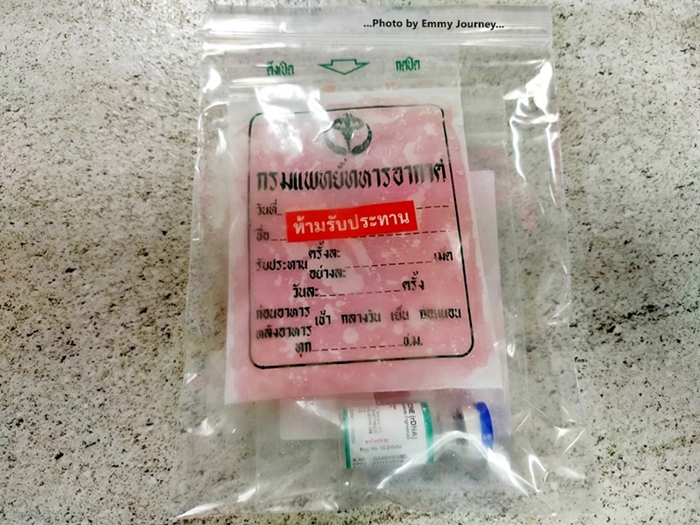 ...Photo by Emmy Journey...
ดึงเปิด กดปิด
กรมแพทย์ทหารอากาศ
วันที่
ห้ามรับประทาน
ชื่อ
รับประทาน ครั้งละ เม็ด
อย่างละ
วันละ ครั้ง
ก่อนอาหาร เช้า กลางวัน เย็น ก่อนนอน
หลังอาหาร
ทุก ช.ม.
(rDNA)